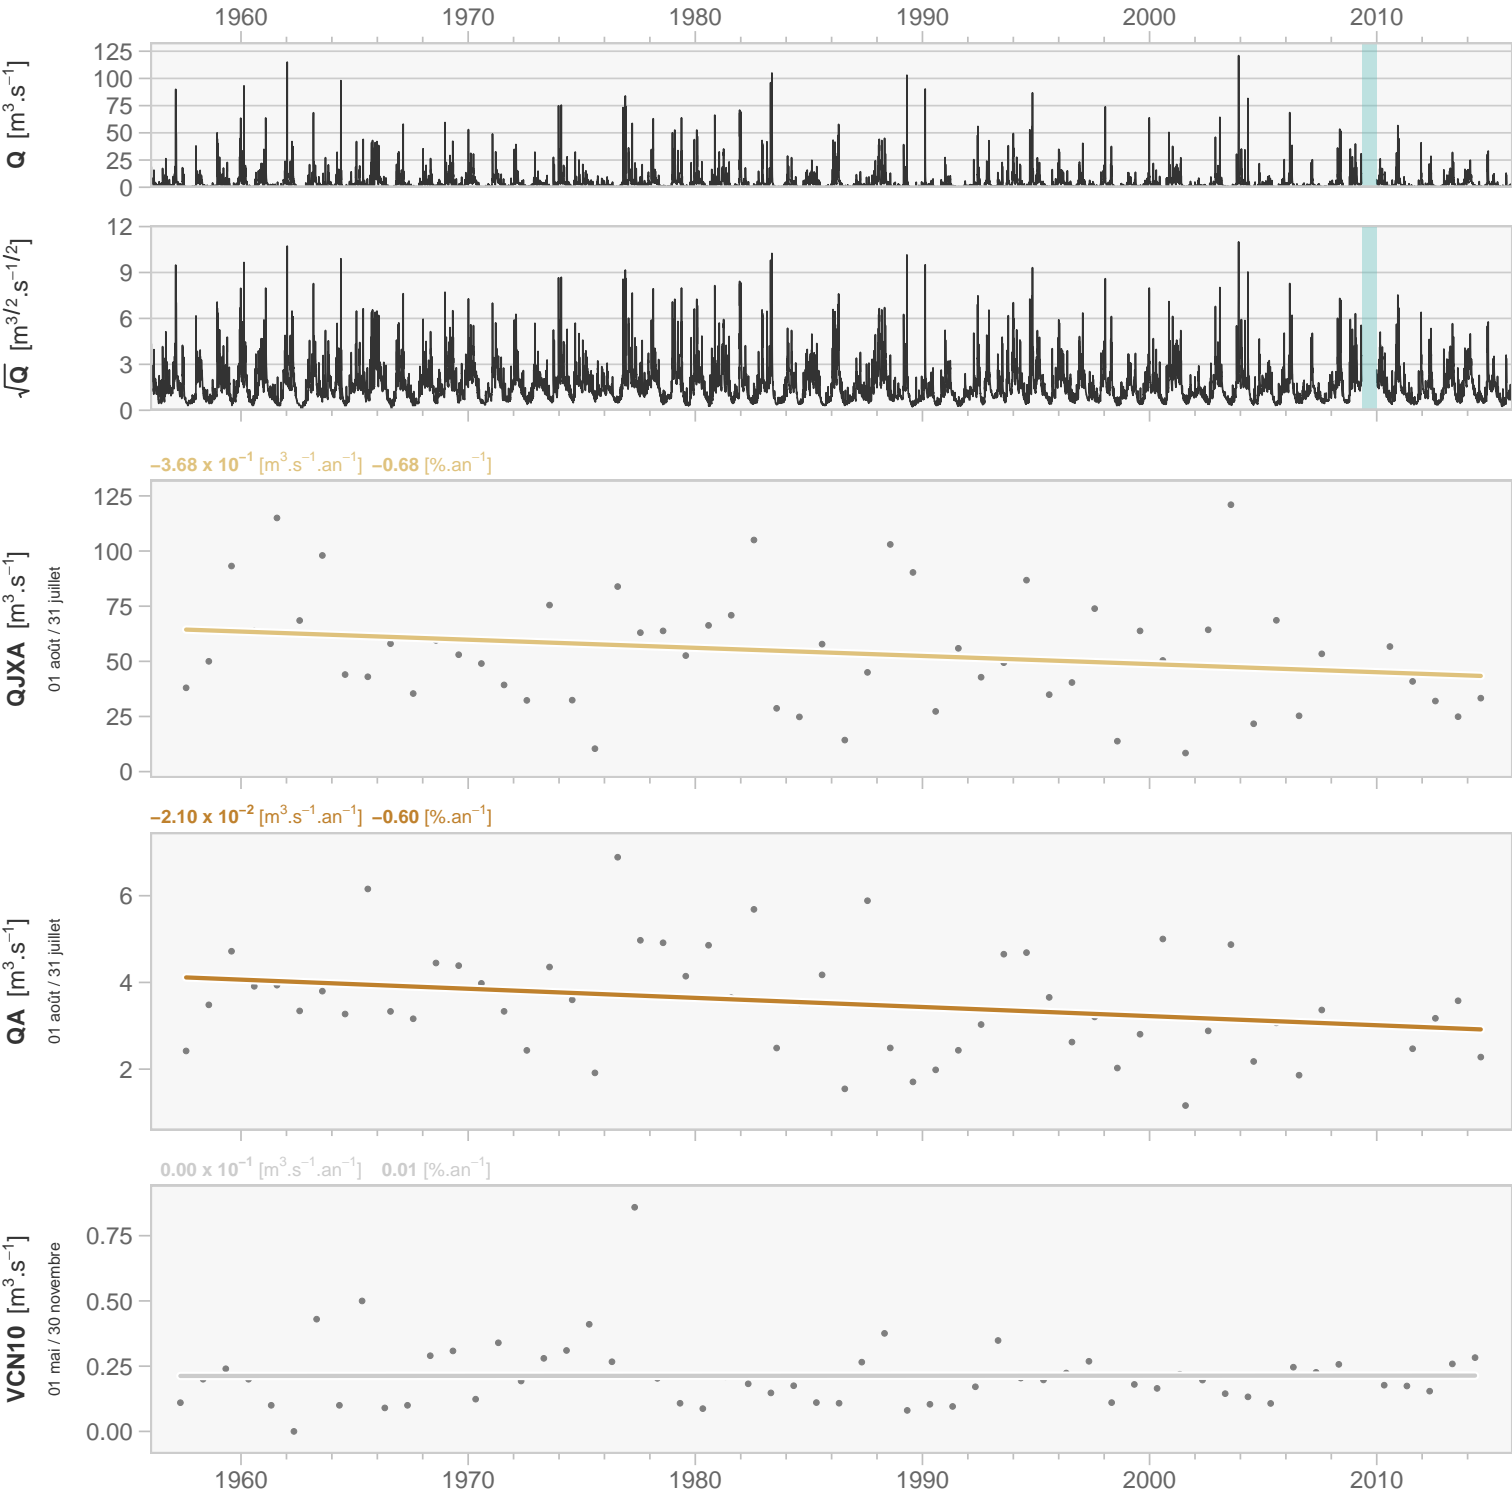 1960 1970 1980 1990 2000 2010
Q [m³.s⁻¹]
125
100
75
50
25
0
√Q [m^3/2.s^−1/2]
12
9
6
3
0
−3.68 x 10⁻¹ [m³.s⁻¹.an⁻¹] −0.68 [%.an⁻¹]
QJXA [m³.s⁻¹]
01 août / 31 juillet
125
100
75
50
25
0
−2.10 x 10⁻² [m³.s⁻¹.an⁻¹] −0.60 [%.an⁻¹]
QA [m³.s⁻¹]
01 août / 31 juillet
6
4
2
0.00 x 10⁻¹ [m³.s⁻¹.an⁻¹] 0.01 [%.an⁻¹]
VCN10 [m³.s⁻¹]
01 mai / 30 novembre
0.75
0.50
0.25
0.00
1960 1970 1980 1990 2000 2010